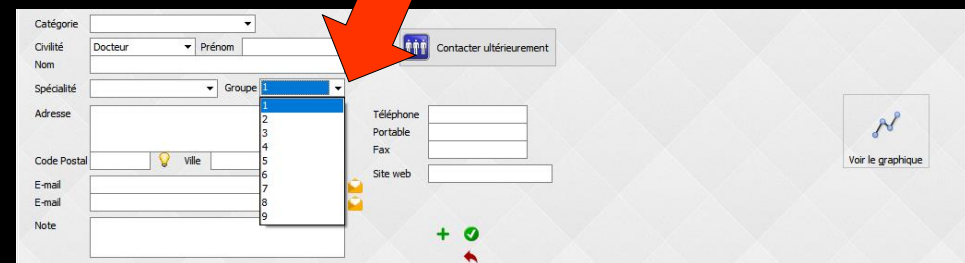 Catégorie
Civilité Docteur Prénom
Contacter ultérieurement
Nom
Spécialité Groupe 1
1
2
3
4
5
6
7
8
9
Adresse
Code Postal Ville
E-mail
E-mail
Note
Téléphone
Portable
Fax
Site web
Voir le graphique